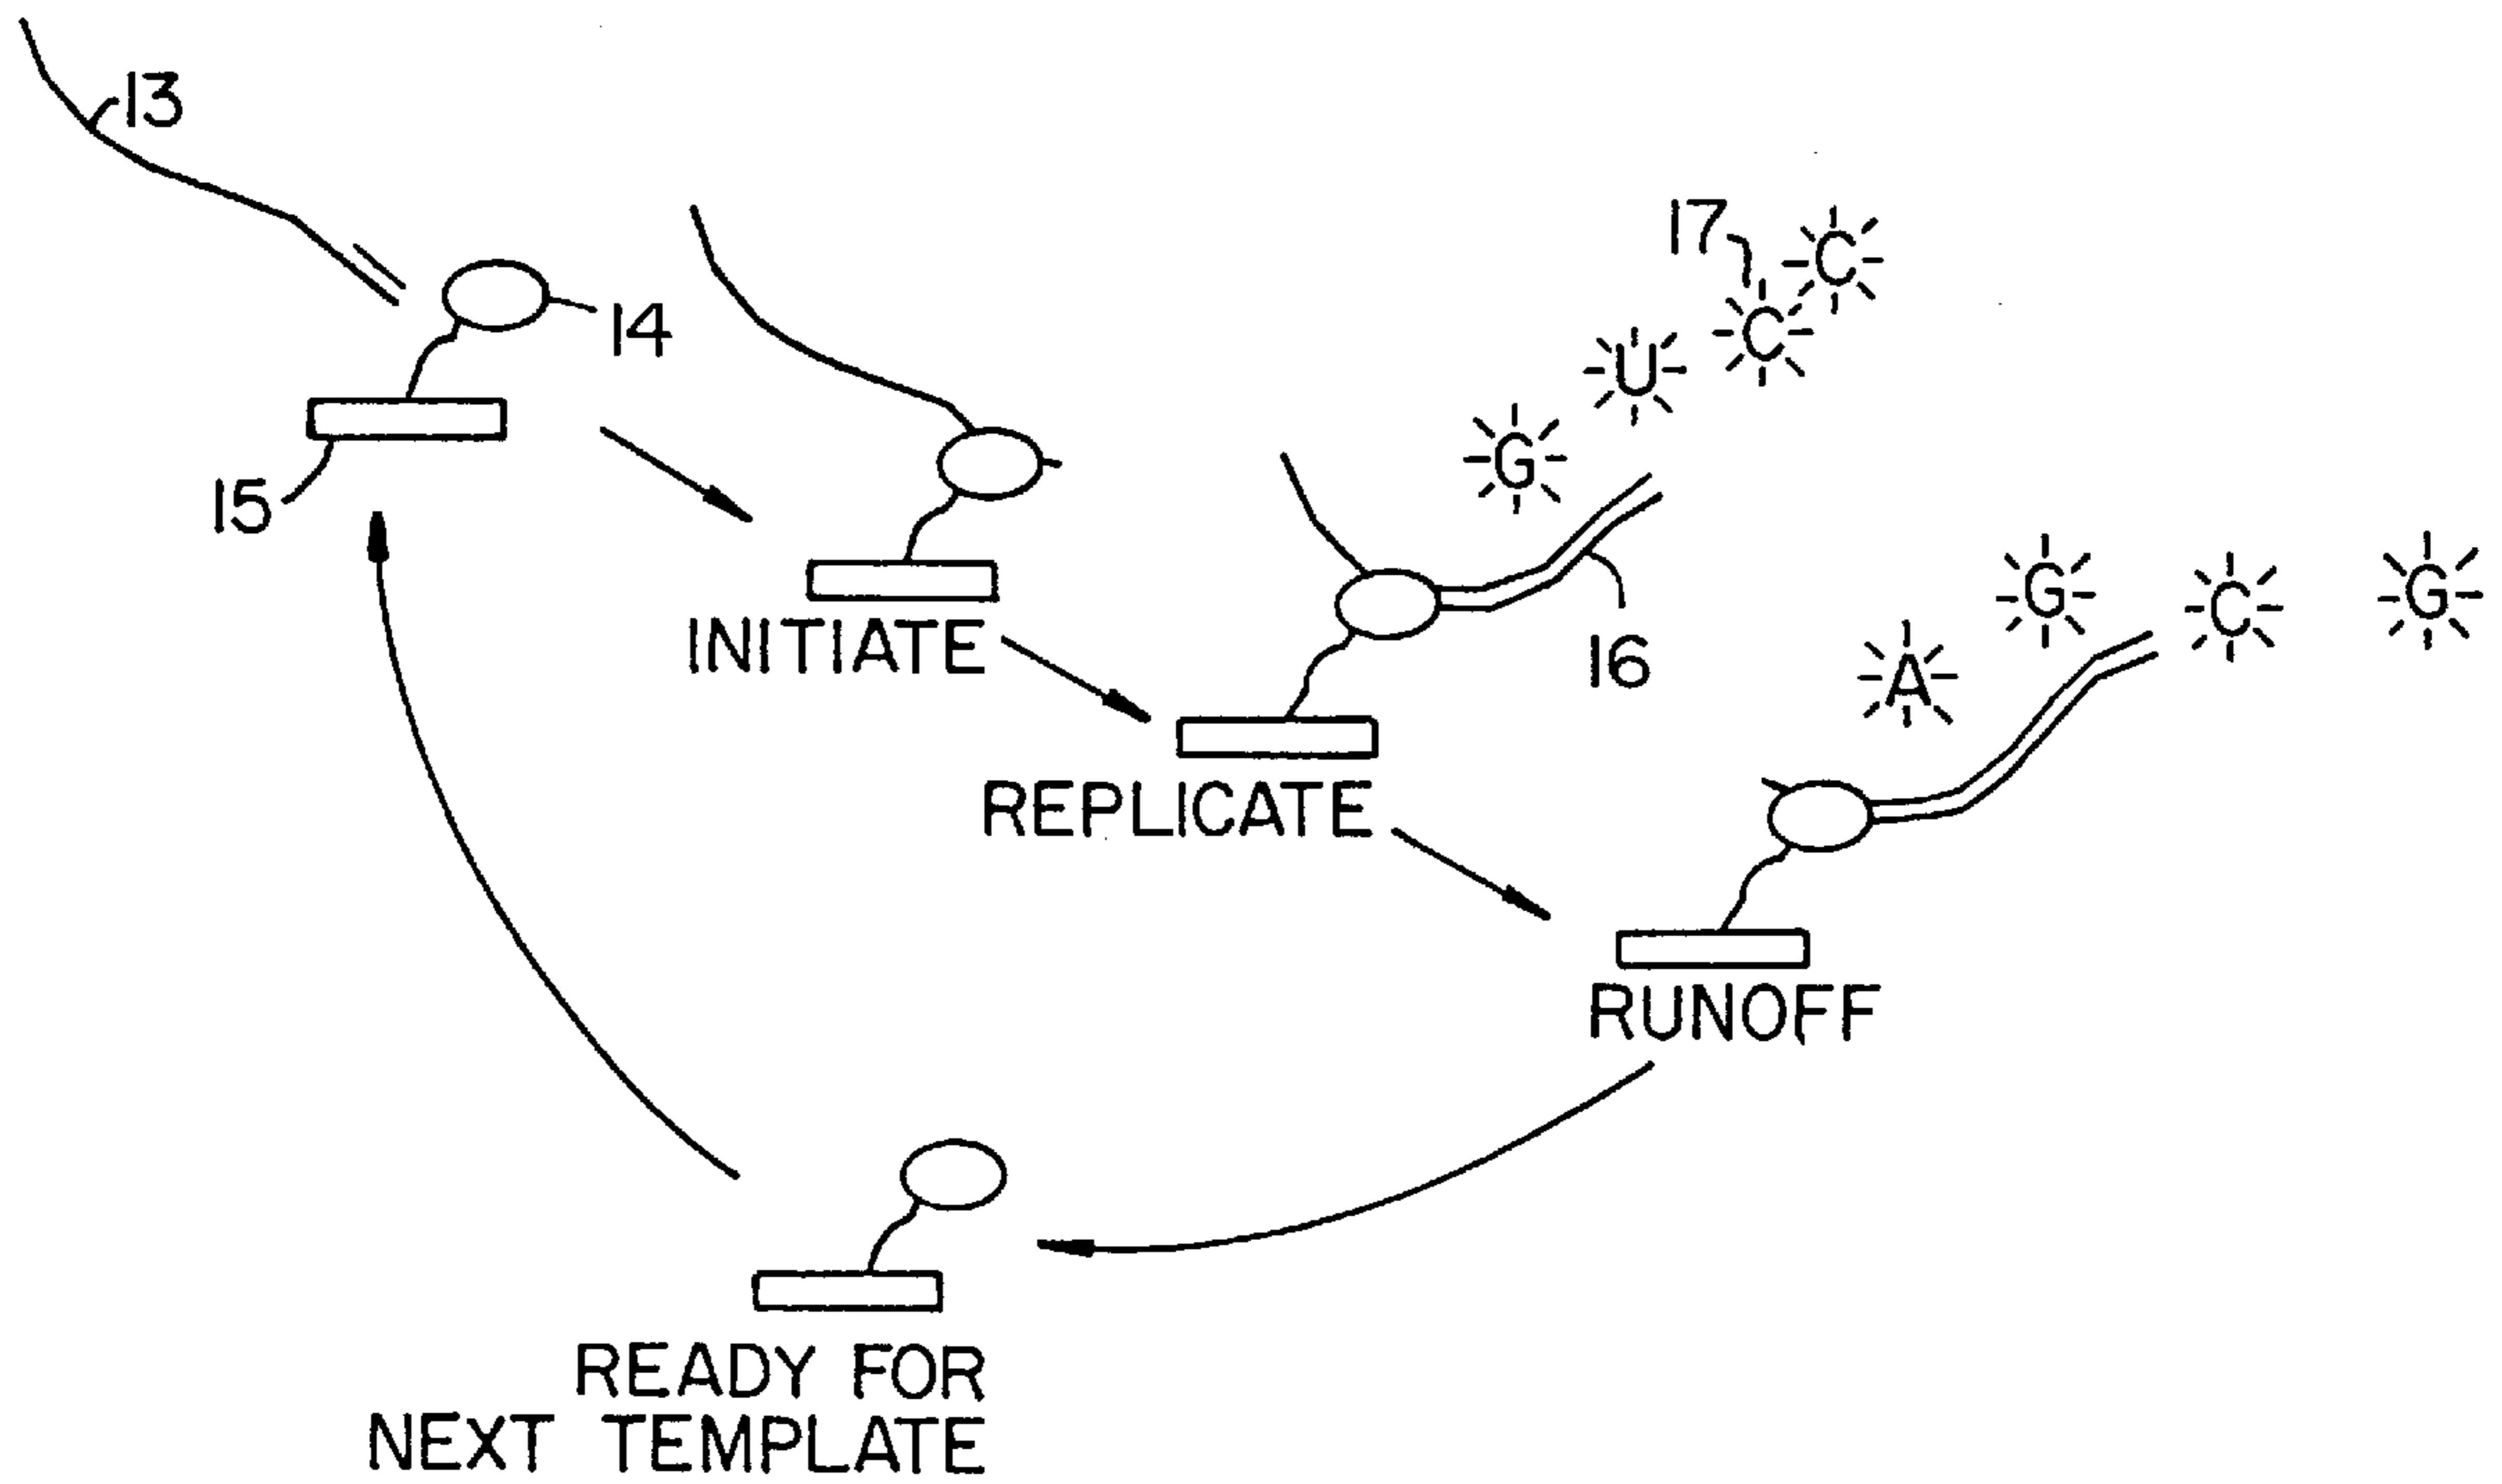 13
17
C
C
14
U
G
15
INITIATE
16
G
C
G
A
REPLICATE
RUNOFF
READY FOR
NEXT TEMPLATE